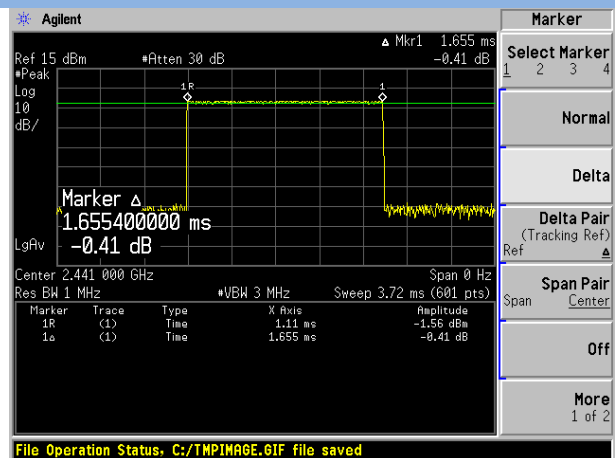 Agilent
Marker
Δ Mkr1 1.655 ms
Ref 15 dBm #Atten 30 dB -0.41 dB
#Peak
Log
10
dB/
1R 1
Marker Δ
1.655400000 ms
-0.41 dB
LgAv
Center 2.441 000 GHz Span 0 Hz
Res BW 1 MHz #VBW 3 MHz Sweep 3.72 ms (601 pts)
Marker Trace Type X Axis Amplitude
1R (1) Time 1.11 ms -1.56 dBm
1Δ (1) Time 1.655 ms -0.41 dB
Select Marker
1 2 3 4
Normal
Delta
Delta Pair
(Tracking Ref)
Ref Δ
Span Pair
Span Center
Off
More
1 of 2
File Operation Status, C:/TMPIMAGE.GIF file saved